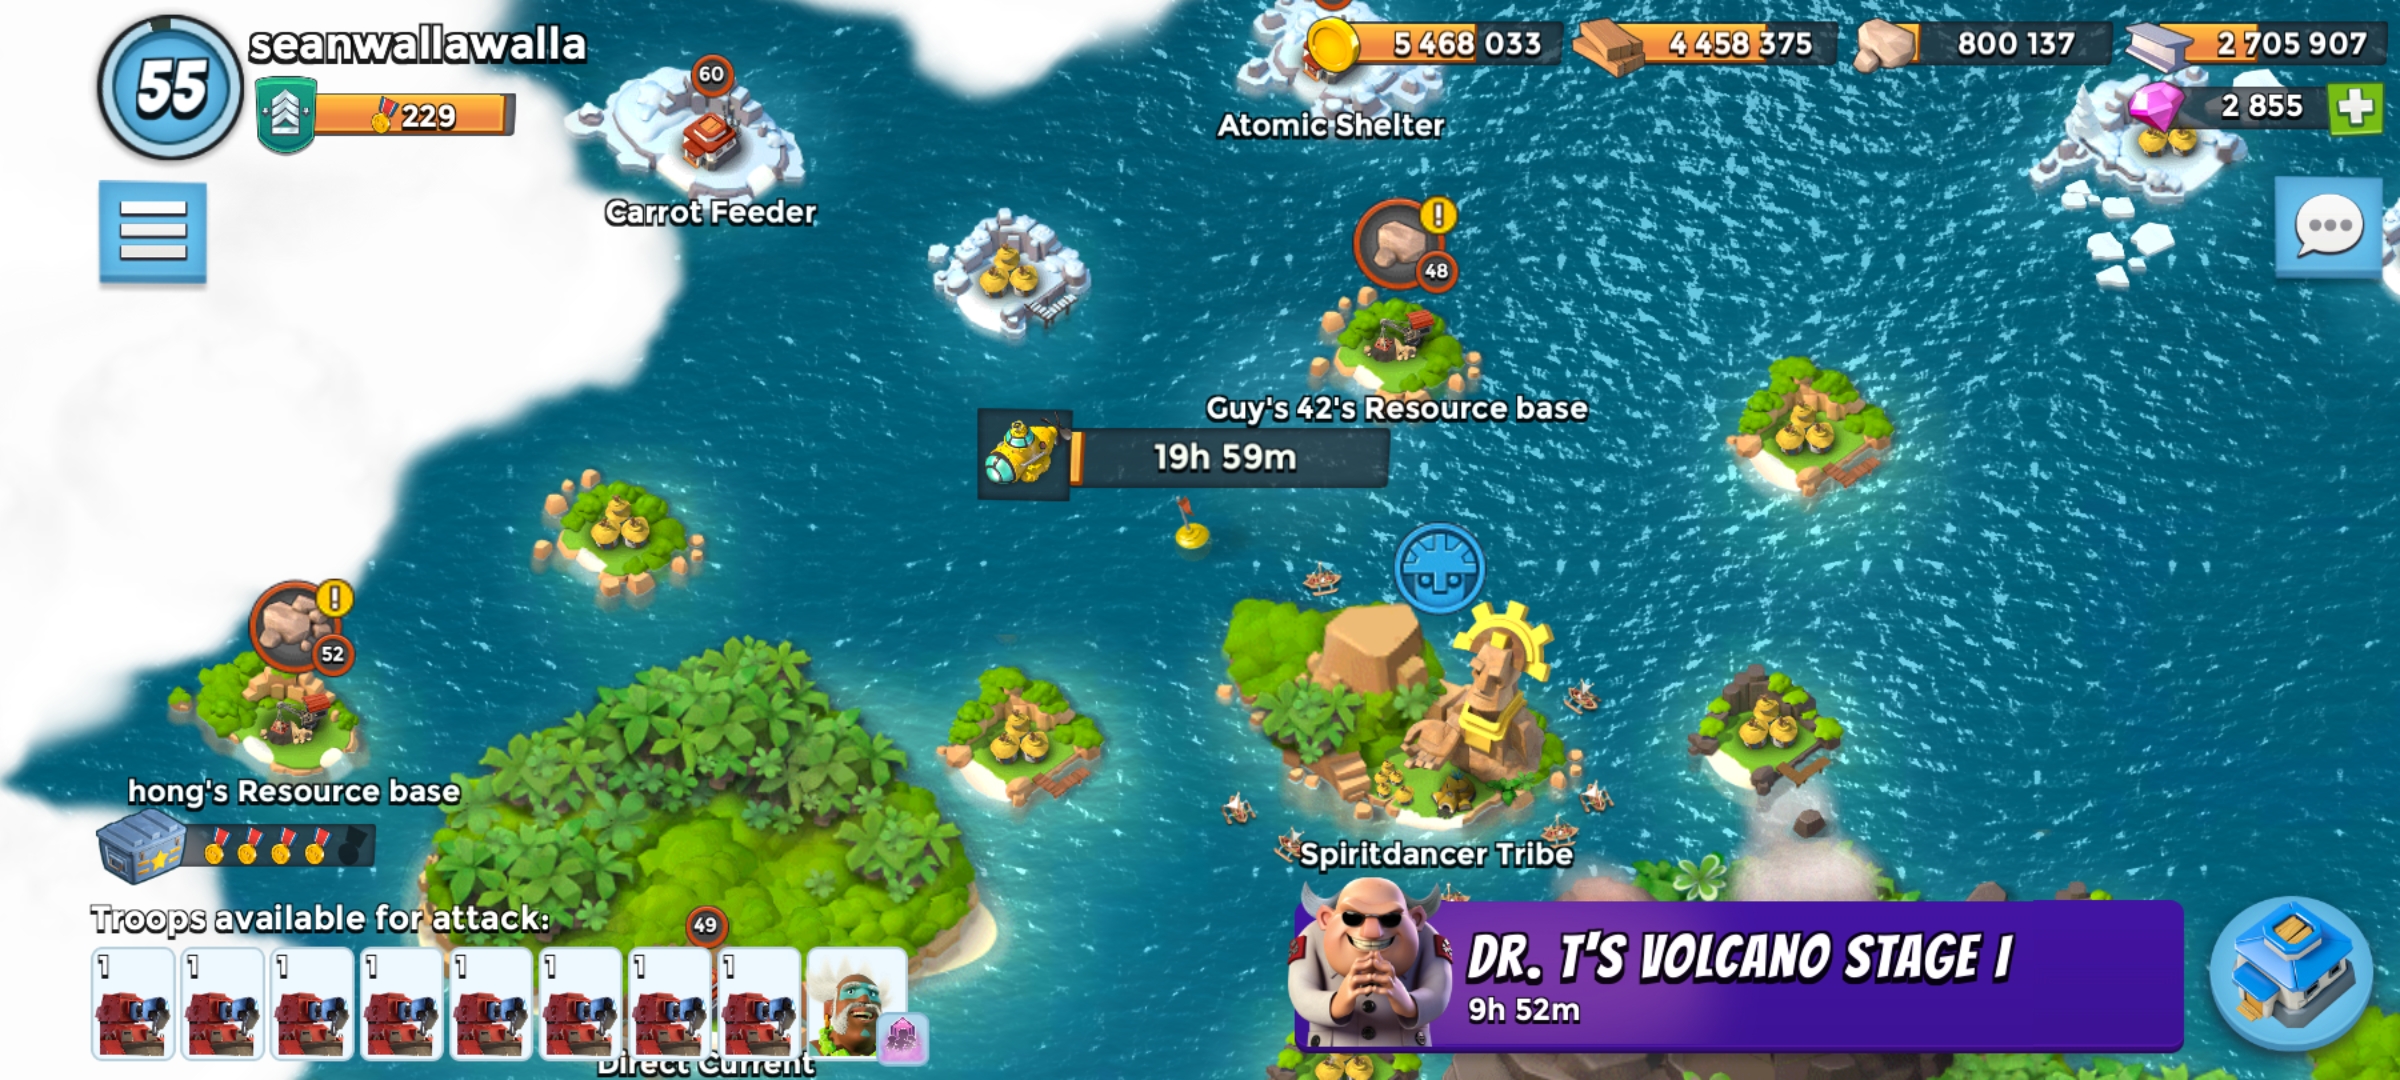 55
seanwallawalla
229
5 468 033
4 458 375
800 137
2 705 907
2 855
60
Carrot Feeder
Atomic Shelter
!
48
Guy's 42's Resource base
19h 59m
!
52
hong's Resource base
Spiritdancer Tribe
Troops available for attack:
49
1 1 1 1 1 1 1 1
Direct Current
DR. T'S VOLCANO STAGE I
9h 52m